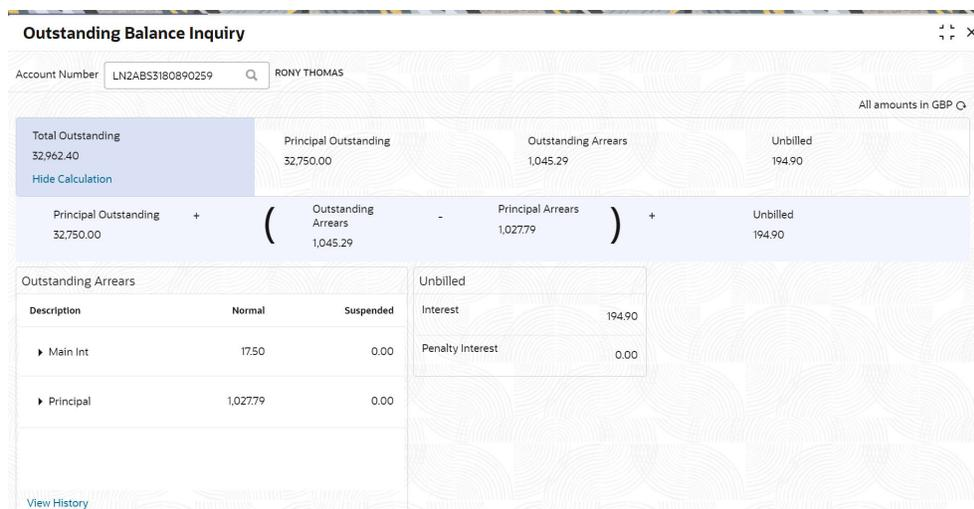 Outstanding Balance Inquiry
Account Number LN2ABS3180890259 RONY THOMAS
All amounts in GBP
Total Outstanding
32,962.40
Hide Calculation
Principal Outstanding
32,750.00
Outstanding Arrears
1,045.29
Unbilled
194.90
Principal Outstanding
32,750.00
+
(
Outstanding
Arrears
1,045.29
-
Principal Arrears
1,027.79
)
+
Unbilled
194.90
Outstanding Arrears
Description Normal Suspended
Main Int 17.50 0.00
Principal 1,027.79 0.00
View History
Unbilled
Interest 194.90
Penalty Interest 0.00